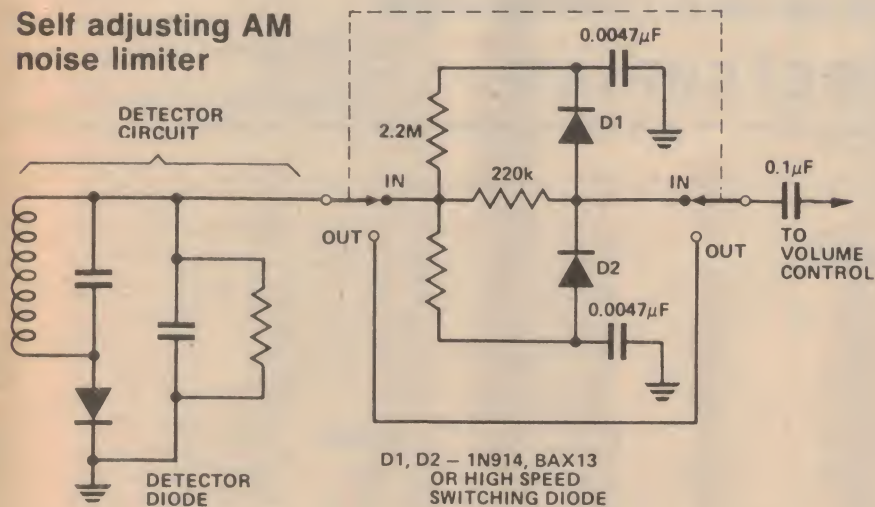 Self adjusting AM
noise limiter
DETECTOR
CIRCUIT
0.0047μF
D1
2.2M
220k
IN
IN
0.1μF
OUT
OUT
TO
VOLUME
CONTROL
D2
0.0047μF
DETECTOR
DIODE
D1, D2 – 1N914, BAX13
OR HIGH SPEED
SWITCHING DIODE